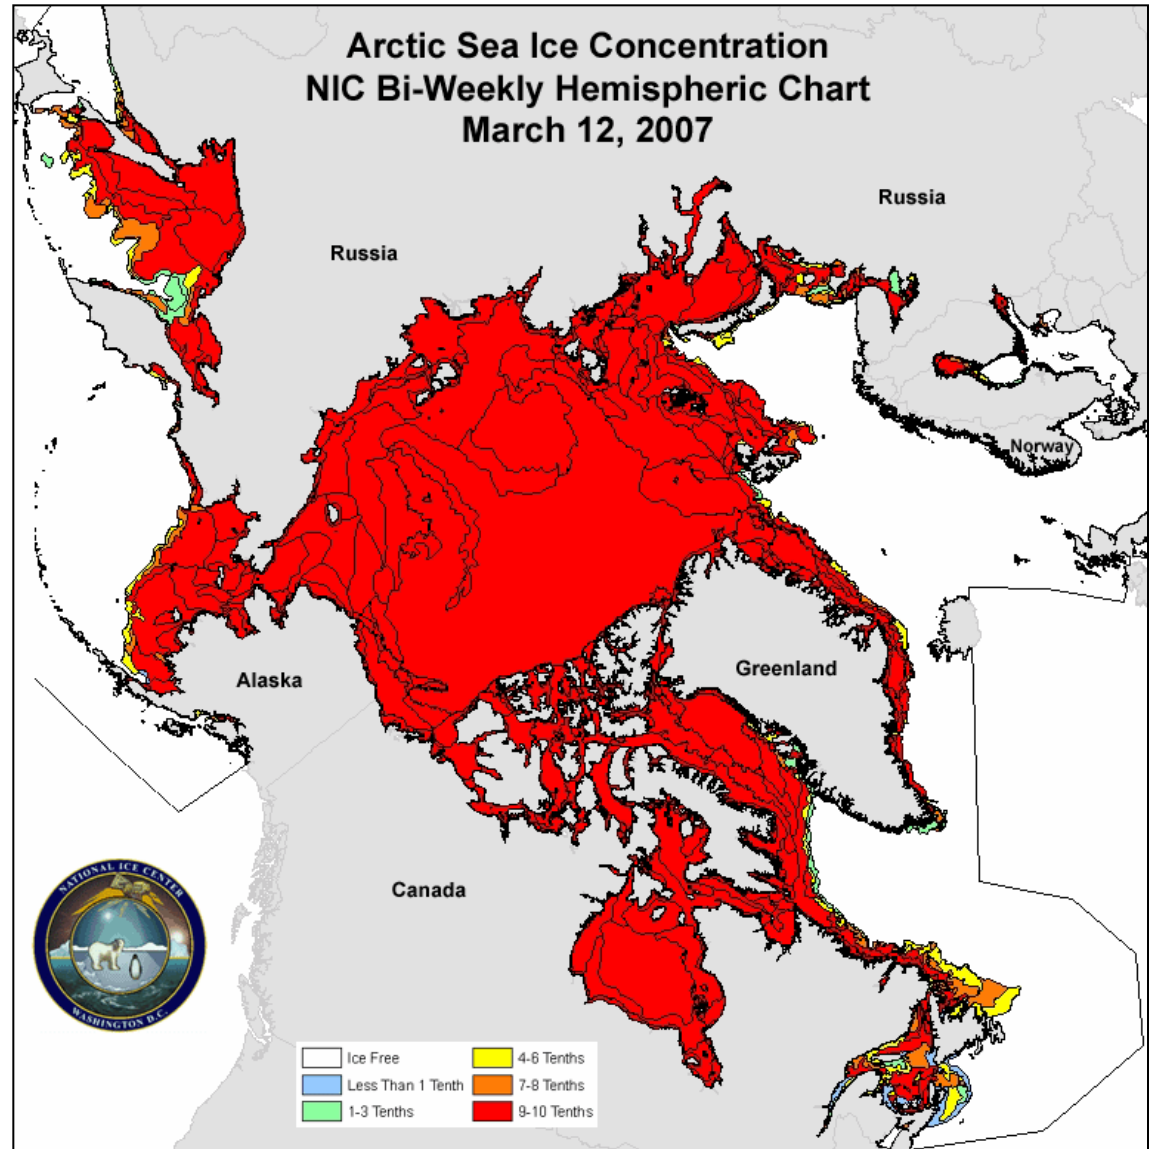 Arctic Sea Ice Concentration
NIC Bi-Weekly Hemispheric Chart
March 12, 2007
Russia
Russia
Norway
Alaska
Greenland
Canada
NATIONAL ICE CENTER
WASHINGTON D.C.
Ice Free
Less Than 1 Tenth
1-3 Tenths
4-6 Tenths
7-8 Tenths
9-10 Tenths